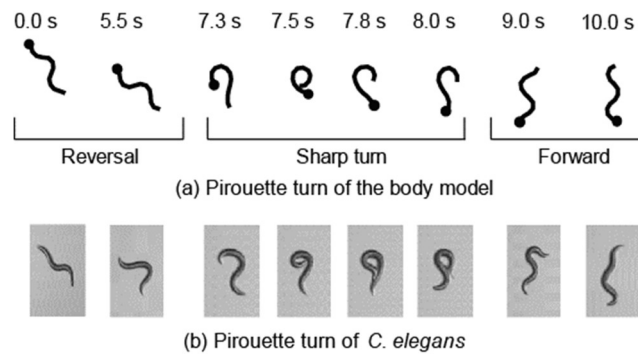 0.0 s 5.5 s 7.3 s 7.5 s 7.8 s 8.0 s 9.0 s 10.0 s
Reversal Sharp turn Forward
(a) Pirouette turn of the body model
(b) Pirouette turn of C. elegans